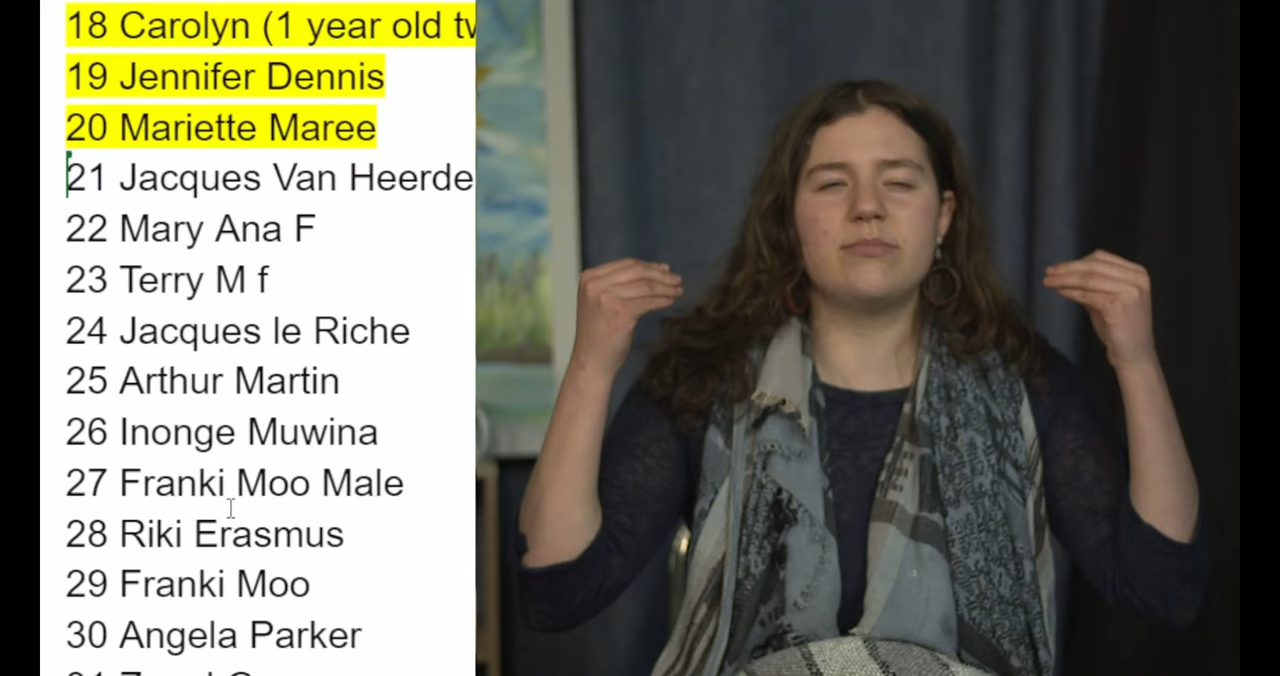 18 Carolyn (1 year old
19 Jennifer Dennis
20 Mariette Maree
21 Jacques Van Heerde
22 Mary Ana F
23 Terry M f
24 Jacques le Riche
25 Arthur Martin
26 Inonge Muwina
27 Franki Moo Male
28 Riki Erasmus
29 Franki Moo
30 Angela Parker